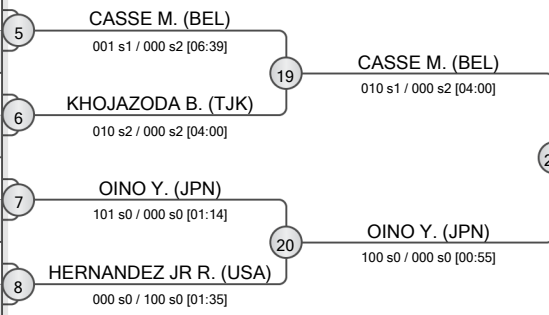 5
CASSE M. (BEL)
001 s1 / 000 s2 [06:39]
19
CASSE M. (BEL)
010 s1 / 000 s2 [04:00]
6
KHOJAZODA B. (TJK)
010 s2 / 000 s2 [04:00]
7
OINO Y. (JPN)
101 s0 / 000 s0 [01:14]
20
OINO Y. (JPN)
100 s0 / 000 s0 [00:55]
8
HERNANDEZ JR R. (USA)
000 s0 / 100 s0 [01:35]